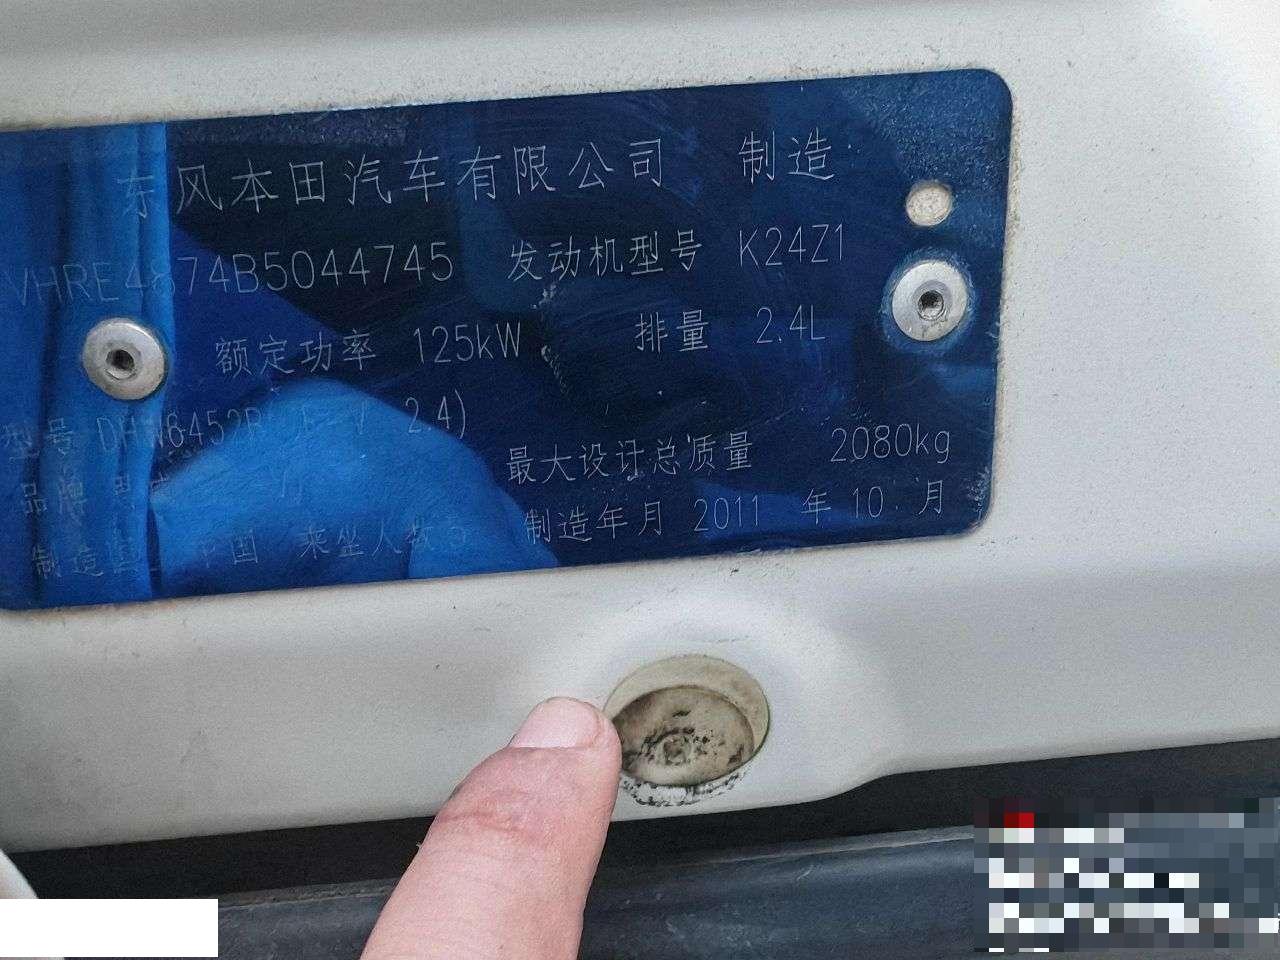 东风本田汽车有限公司 制造
VHRE4874B5044745 发动机型号 K24Z1
额定功率 125kW 排量 2.4L
型号 DHW6452R 2.4)
品牌 最大设计总质量 2080kg
制造国 中国 乘坐人数 5 制造年月 2011 年 10 月